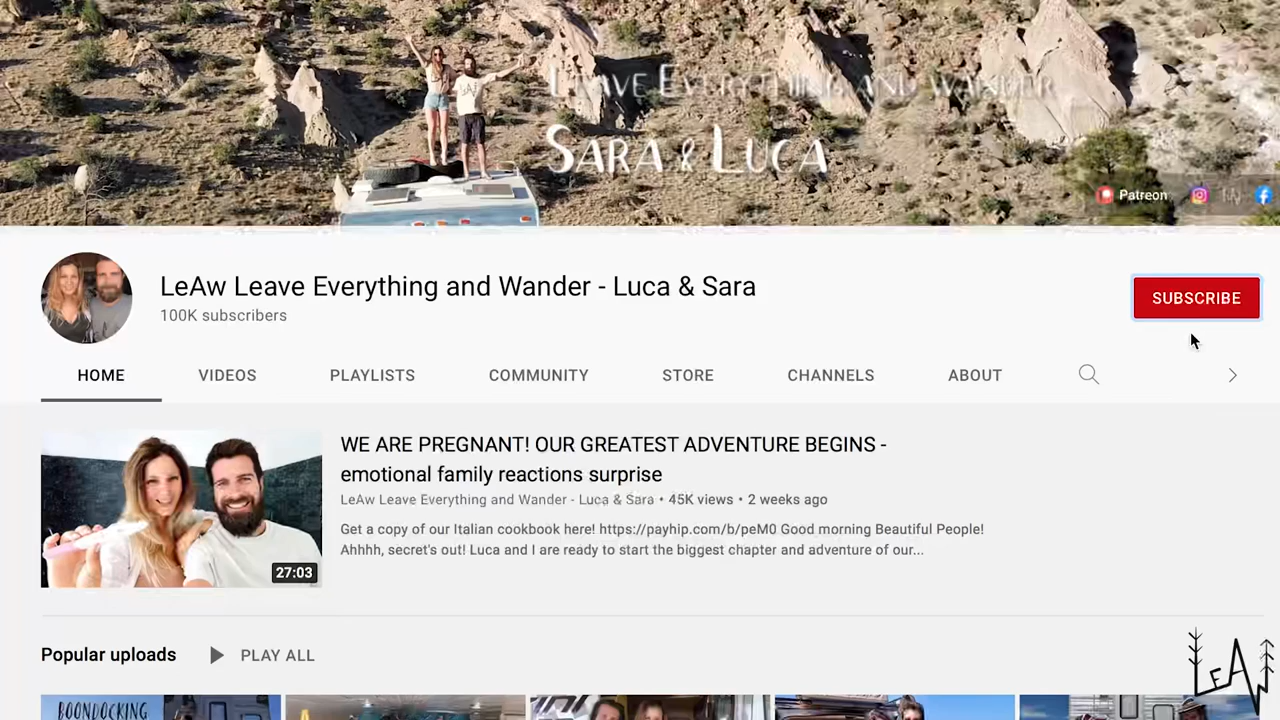 LEAVE EVERYTHING AND WANDER
SARA & LUCA
Patreon
LeAw Leave Everything and Wander - Luca & Sara
100K subscribers
SUBSCRIBE
HOME VIDEOS PLAYLISTS COMMUNITY STORE CHANNELS ABOUT
WE ARE PREGNANT! OUR GREATEST ADVENTURE BEGINS -
emotional family reactions surprise
LeAw Leave Everything and Wander - Luca & Sara • 45K views • 2 weeks ago
Get a copy of our Italian cookbook here! https://payhip.com/b/peM0 Good morning Beautiful People!
Ahhhh, secret's out! Luca and I are ready to start the biggest chapter and adventure of our...
27:03
Popular uploads PLAY ALL
BOONDOCKING
LEAW